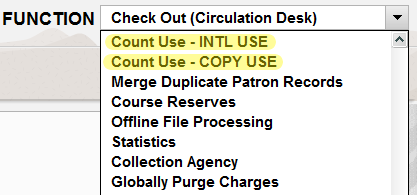 FUNCTION Check Out (Circulation Desk)
Count Use - INTL USE
Count Use - COPY USE
Merge Duplicate Patron Records
Course Reserves
Offline File Processing
Statistics
Collection Agency
Globally Purge Charges